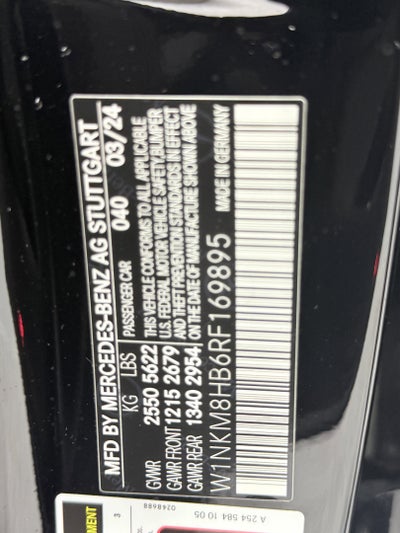 MFD BY MERCEDES-BENZ AG STUTTGART
PASSENGER CAR 040 03/24
KG LBS
GVWR 2550 5622
GAWR FRONT 1215 2679
GAWR REAR 1340 2954
THIS VEHICLE CONFORMS TO ALL APPLICABLE
U.S. FEDERAL MOTOR VEHICLE SAFETY, BUMPER
AND THEFT PREVENTION STANDARDS IN EFFECT
ON THE DATE OF MANUFACTURE SHOWN ABOVE
W1NKM8HB6RF169895
MADE IN GERMANY
A 254 584 10 05
0248688
3